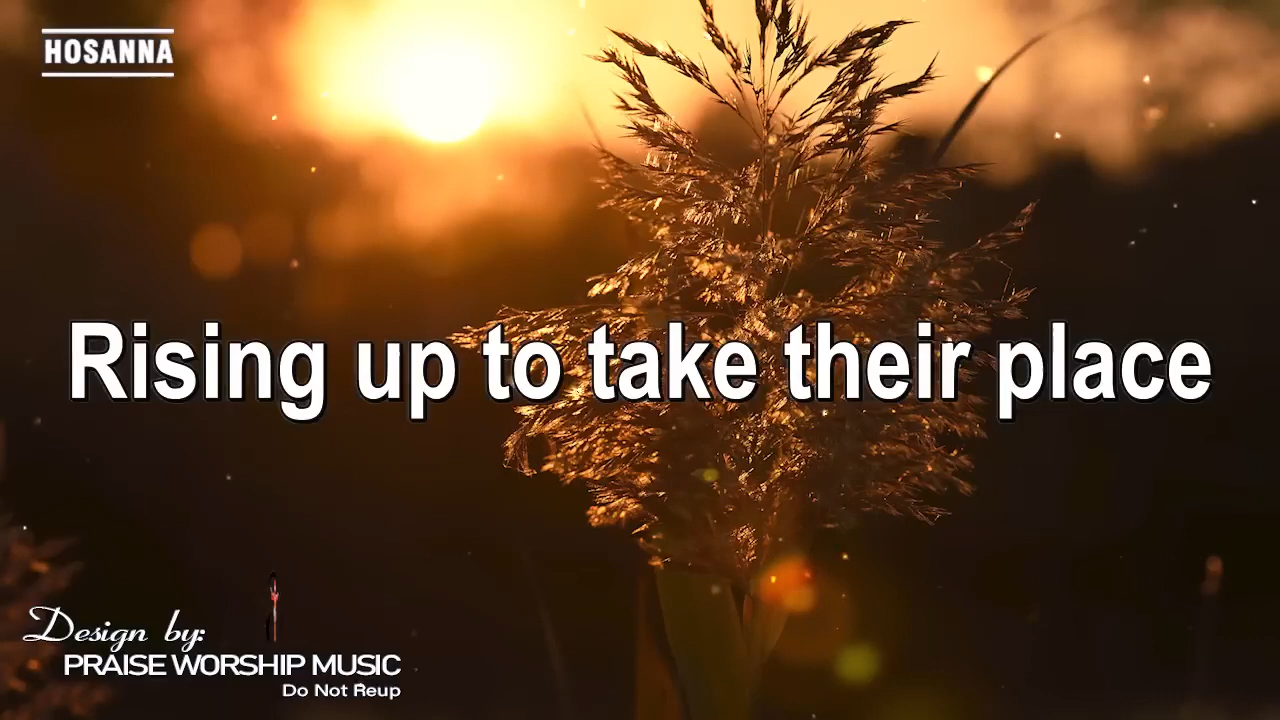 HOSANNA
Rising up to take their place
Design by:
PRAISE WORSHIP MUSIC
Do Not Reup